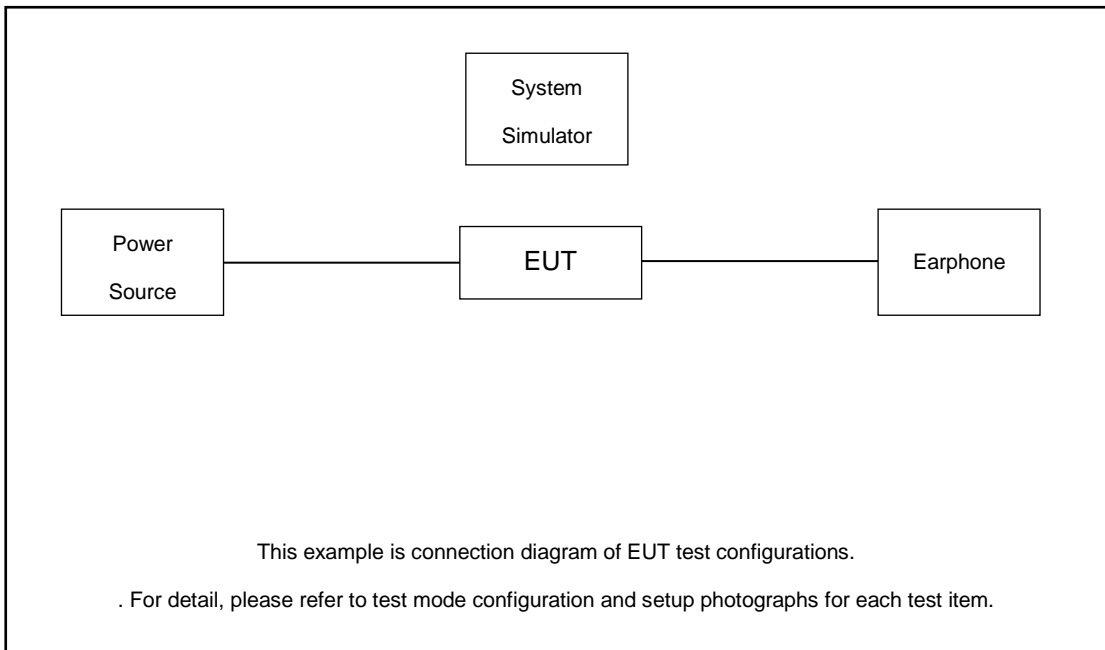 System
Simulator
Power
Source
EUT
Earphone
This example is connection diagram of EUT test configurations.
. For detail, please refer to test mode configuration and setup photographs for each test item.